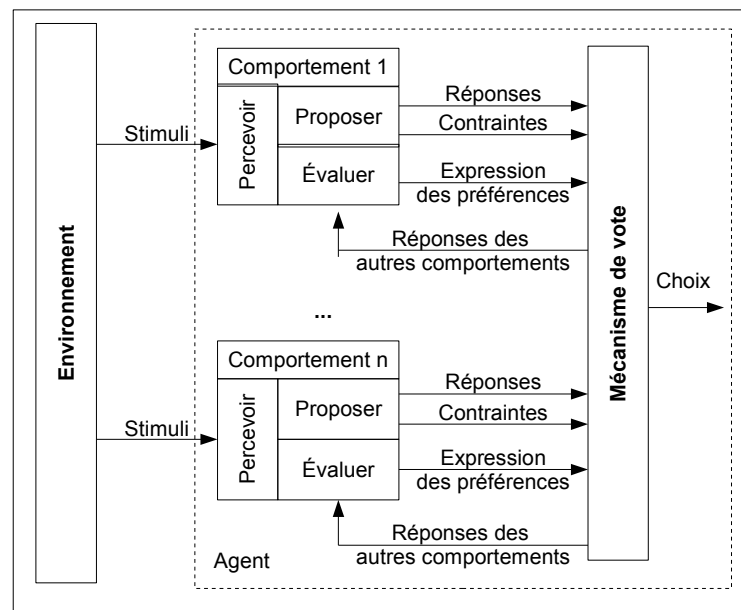 Environnement
Stimuli
Comportement 1
Percevoir
Proposer
Évaluer
Réponses
Contraintes
Expression
des préférences
Réponses des
autres comportements
...
Stimuli
Comportement n
Percevoir
Proposer
Évaluer
Réponses
Contraintes
Expression
des préférences
Réponses des
autres comportements
Agent
Mécanisme de vote
Choix